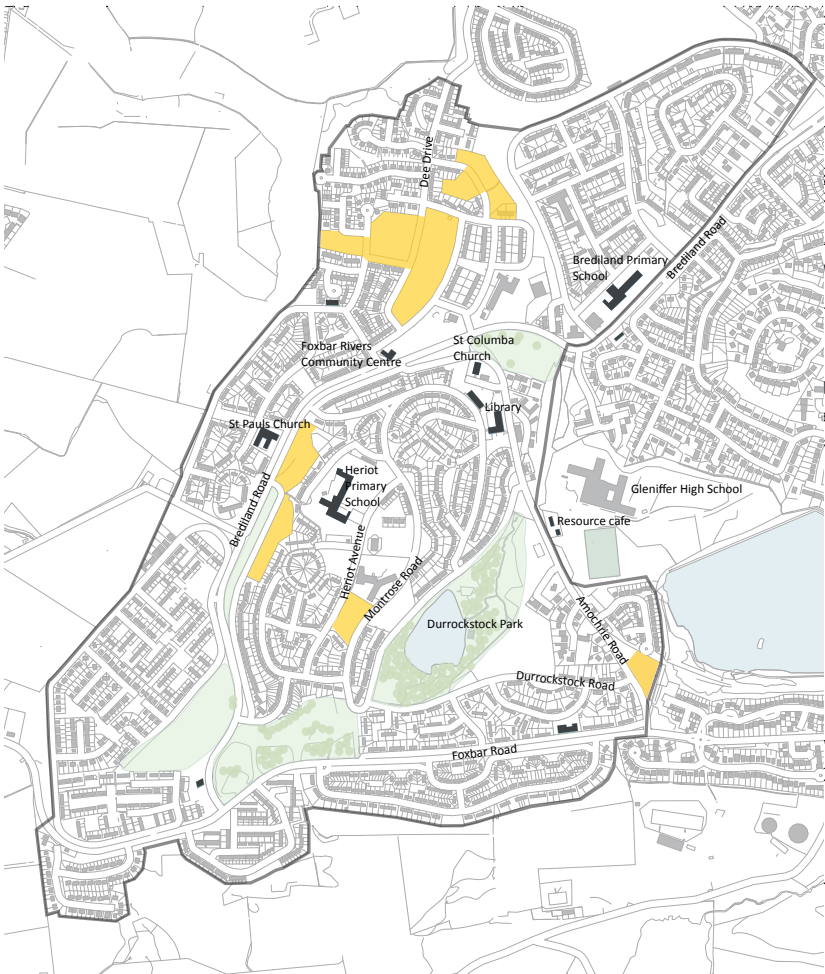 Dee Drive
Brediland Primary
School
Brediland Road
Foxbar Rivers
Community Centre
St Columba
Church
Library
St Pauls Church
Heriot
Primary
School
Gleniffer High School
Brediland Road
Resource cafe
Heriot Avenue
Montrose Road
Durrockstock Park
Amochrie Road
Durrockstock Road
Foxbar Road